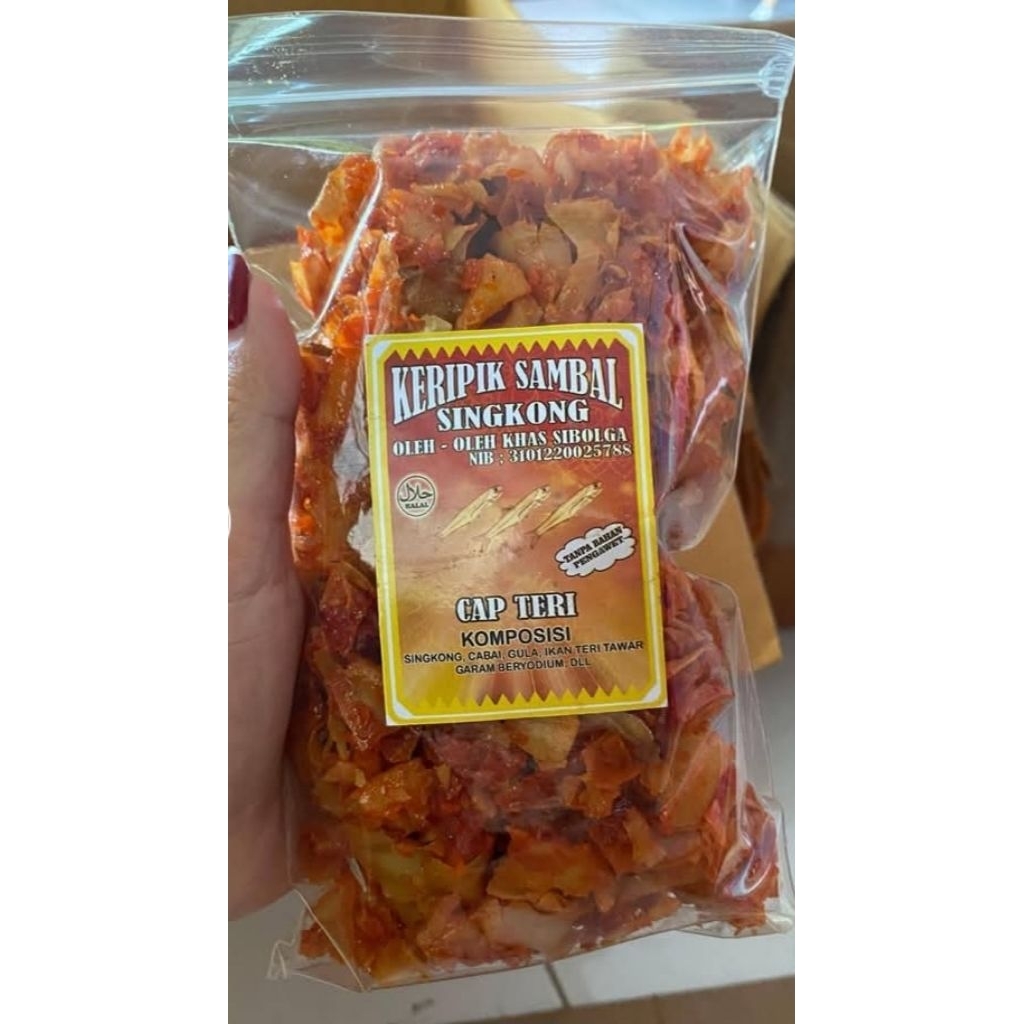 KERIPIK SAMBAL
SINGKONG
OLEH - OLEH KHAS SIBOLGA
NIB : 3101220025788
حلال
HALAL
TANPA BAHAN
PENGAWET
CAP TERI
KOMPOSISI
SINGKONG, CABAI, GULA, IKAN TERI TAWAR
GARAM BERYODIUM, DLL